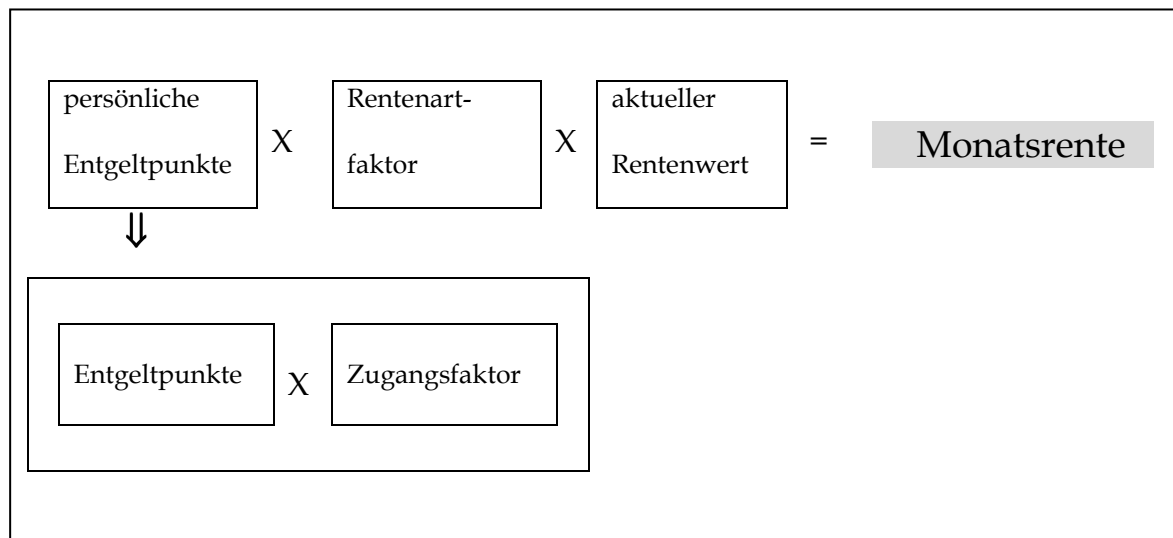 persönliche
Entgeltpunkte
X
Rentenart-
faktor
X
aktueller
Rentenwert
=
Monatsrente
⇓
Entgeltpunkte
X
Zugangsfaktor